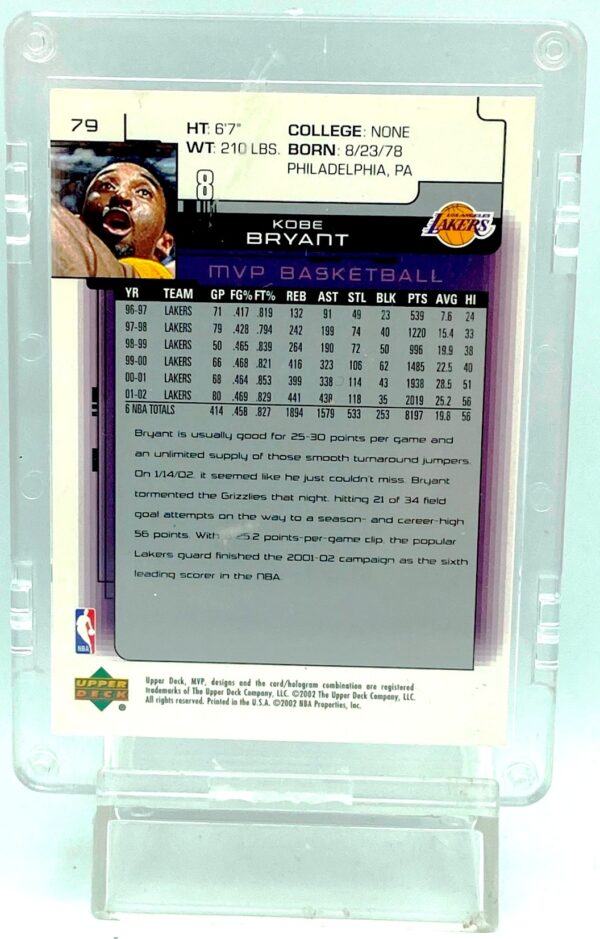 79
HT: 6'7" COLLEGE: NONE
WT: 210 LBS. BORN: 8/23/78
PHILADELPHIA, PA
8
KOBE
BRYANT
LOS ANGELES
LAKERS
MVP BASKETBALL
YR TEAM GP FG% FT% REB AST STL BLK PTS AVG HI
96-97 LAKERS 71 .417 .819 132 91 49 23 539 7.6 24
97-98 LAKERS 79 .428 .794 242 199 74 40 1220 15.4 33
98-99 LAKERS 50 .465 .839 264 190 72 50 996 19.9 38
99-00 LAKERS 66 .468 .821 416 323 106 62 1485 22.5 40
00-01 LAKERS 68 .464 .853 399 338 114 43 1938 28.5 51
01-02 LAKERS 80 .469 .829 441 438 118 35 2019 25.2 56
6 NBA TOTALS 414 .458 .827 1894 1579 533 253 8197 19.8 56
Bryant is usually good for 25-30 points per game and
an unlimited supply of those smooth turnaround jumpers.
On 1/14/02, it seemed like he just couldn't miss. Bryant
tormented the Grizzlies that night, hitting 21 of 34 field
goal attempts on the way to a season- and career-high
56 points. With 25.2 points-per-game clip, the popular
Lakers guard finished the 2001-02 campaign as the sixth
leading scorer in the NBA.
NBA
UPPER
DECK
®
Upper Deck, MVP, designs and the card/hologram combination are registered
trademarks of The Upper Deck Company, LLC. ©2002 The Upper Deck Company, LLC.
All rights reserved. Printed in the U.S.A. ©2002 NBA Properties, Inc.